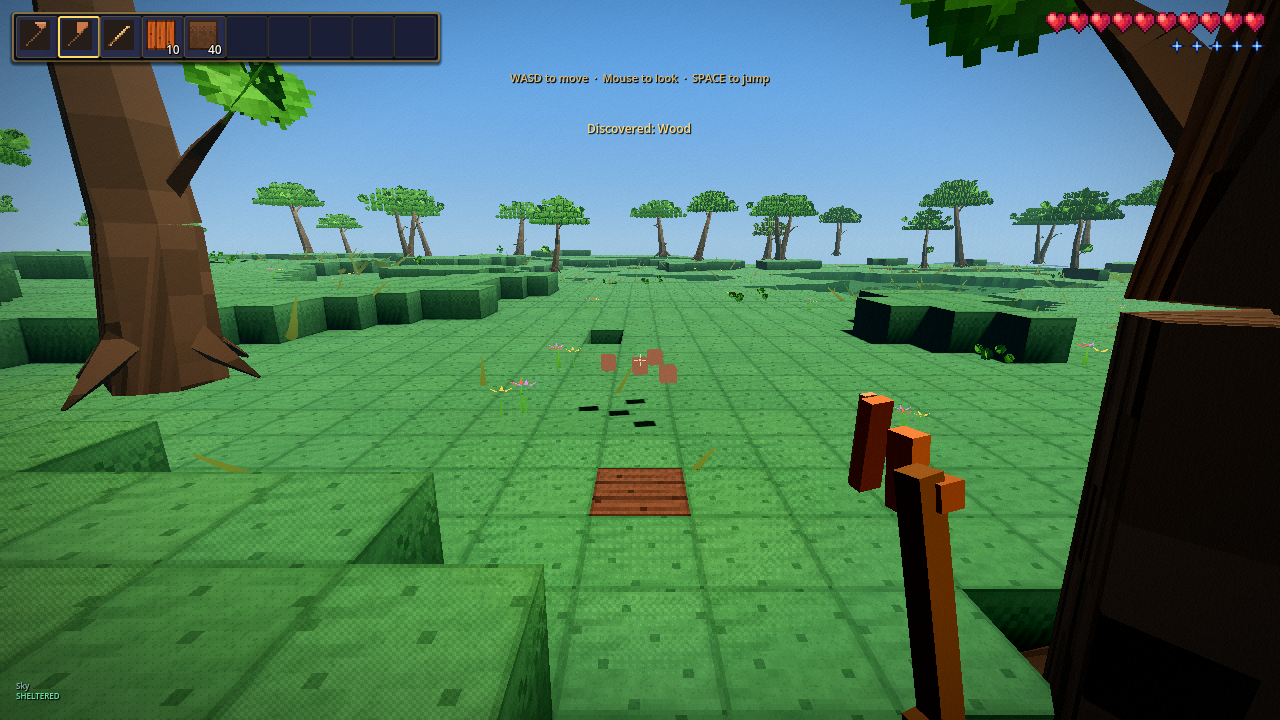 10 40
WASD to move · Mouse to look · SPACE to jump
Discovered: Wood
Sky
SHELTERED